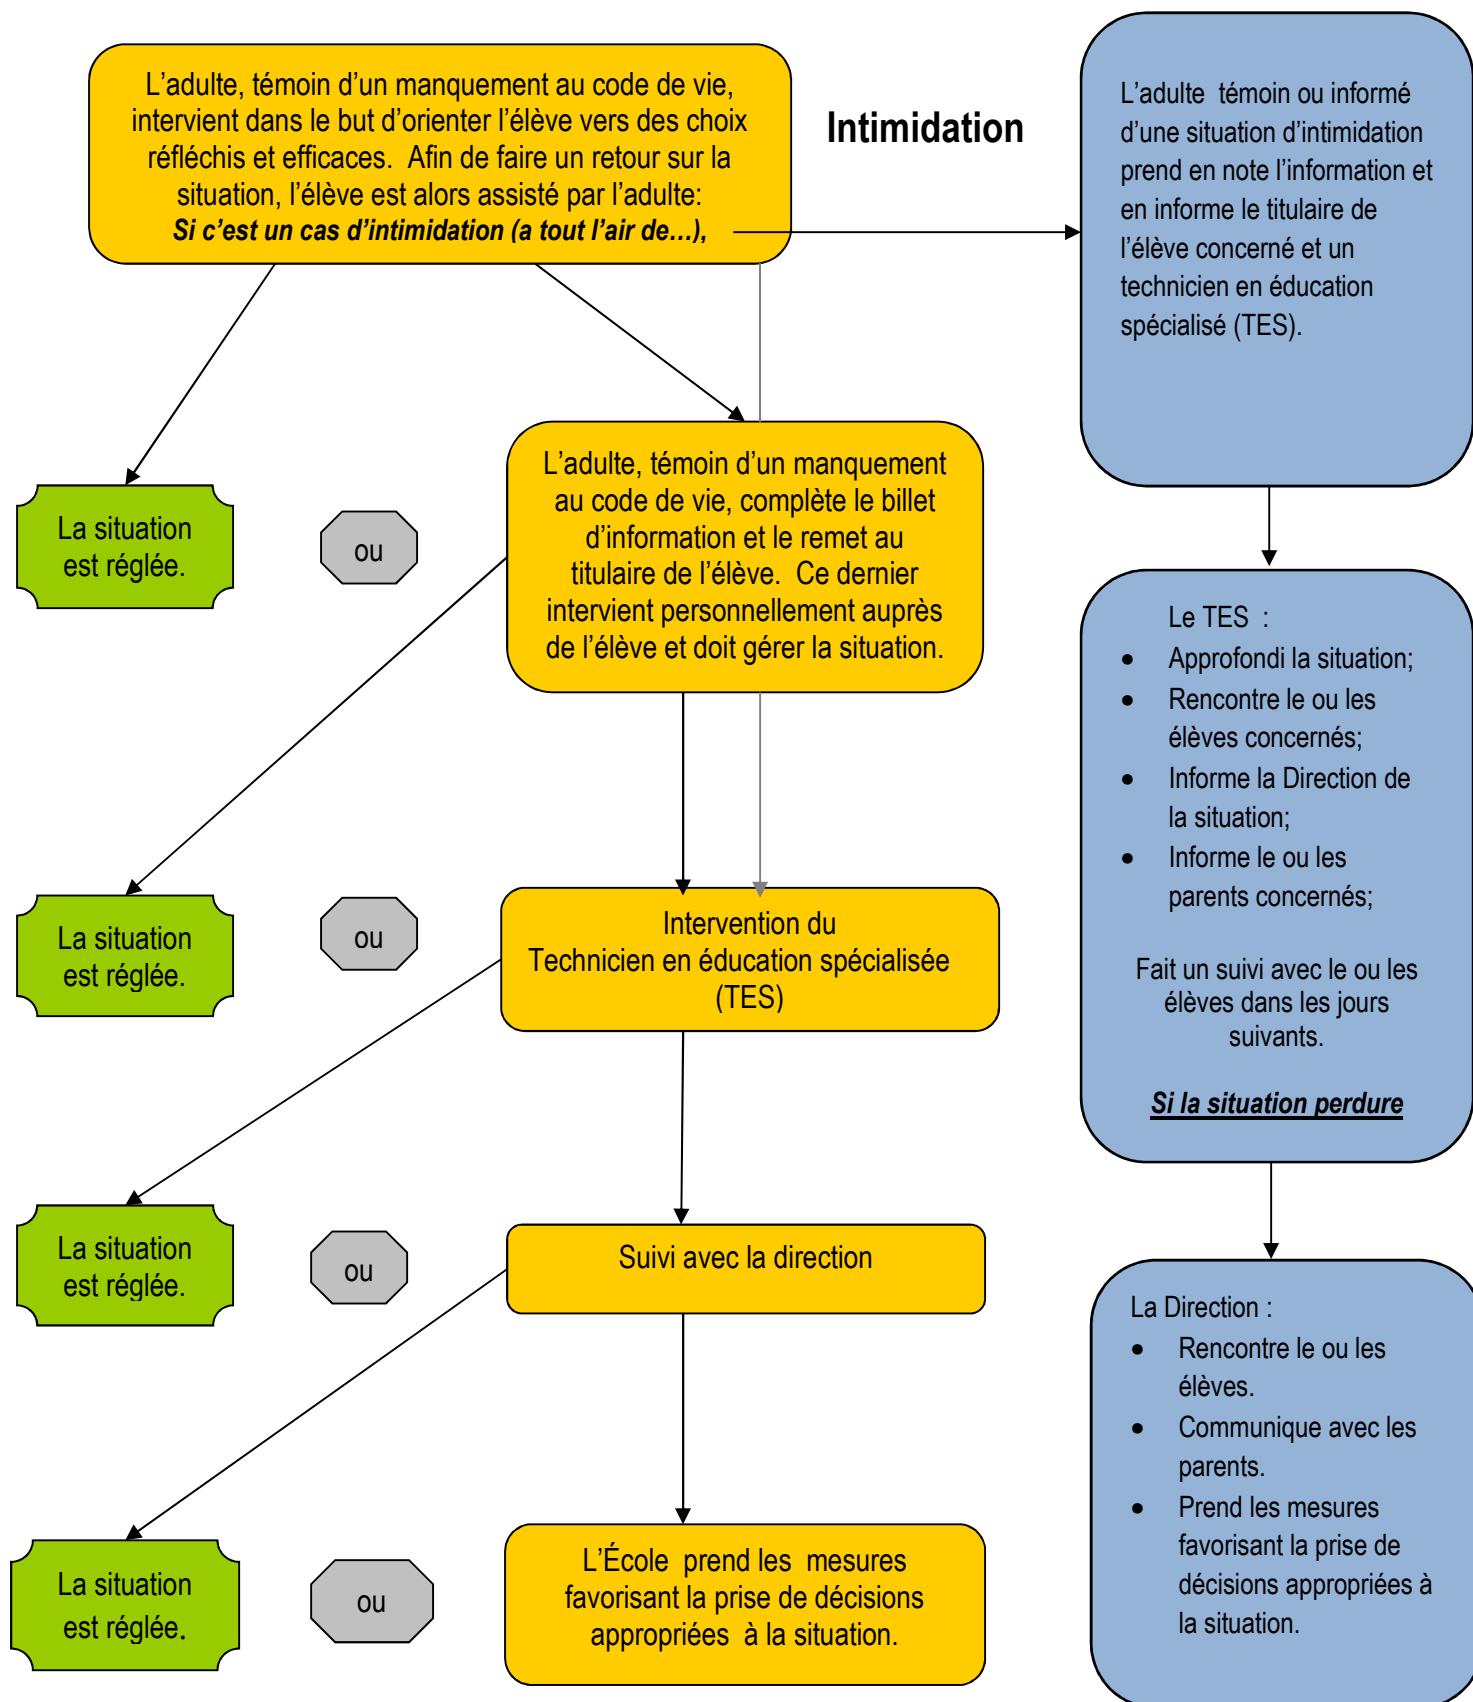 L’adulte, témoin d’un manquement au code de vie,
intervient dans le but d’orienter l’élève vers des choix
réfléchis et efficaces.  Afin de faire un retour sur la
situation, l’élève est alors assisté par l’adulte:
Si c’est un cas d’intimidation (a tout l’air de…),
Intimidation
L’adulte  témoin ou informé
d’une situation d’intimidation
prend en note l’information et
en informe le titulaire de
l’élève concerné et un
technicien en éducation
spécialisé (TES).
La situation
est réglée.
ou
L’adulte, témoin d’un manquement
au code de vie, complète le billet
d’information et le remet au
titulaire de l’élève.  Ce dernier
intervient personnellement auprès
de l’élève et doit gérer la situation.
Le TES  :
• Approfondi la situation;
• Rencontre le ou les
élèves concernés;
• Informe la Direction de
la situation;
• Informe le ou les
parents concernés;
Fait un suivi avec le ou les
élèves dans les jours
suivants.
Si la situation perdure
La situation
est réglée.
ou
Intervention du
Technicien en éducation spécialisée
(TES)
La situation
est réglée.
ou
Suivi avec la direction
La Direction :
• Rencontre le ou les
élèves.
• Communique avec les
parents.
• Prend les mesures
favorisant la prise de
décisions appropriées à
la situation.
La situation
est réglée.
ou
L’École  prend les  mesures
favorisant la prise de décisions
appropriées  à la situation.